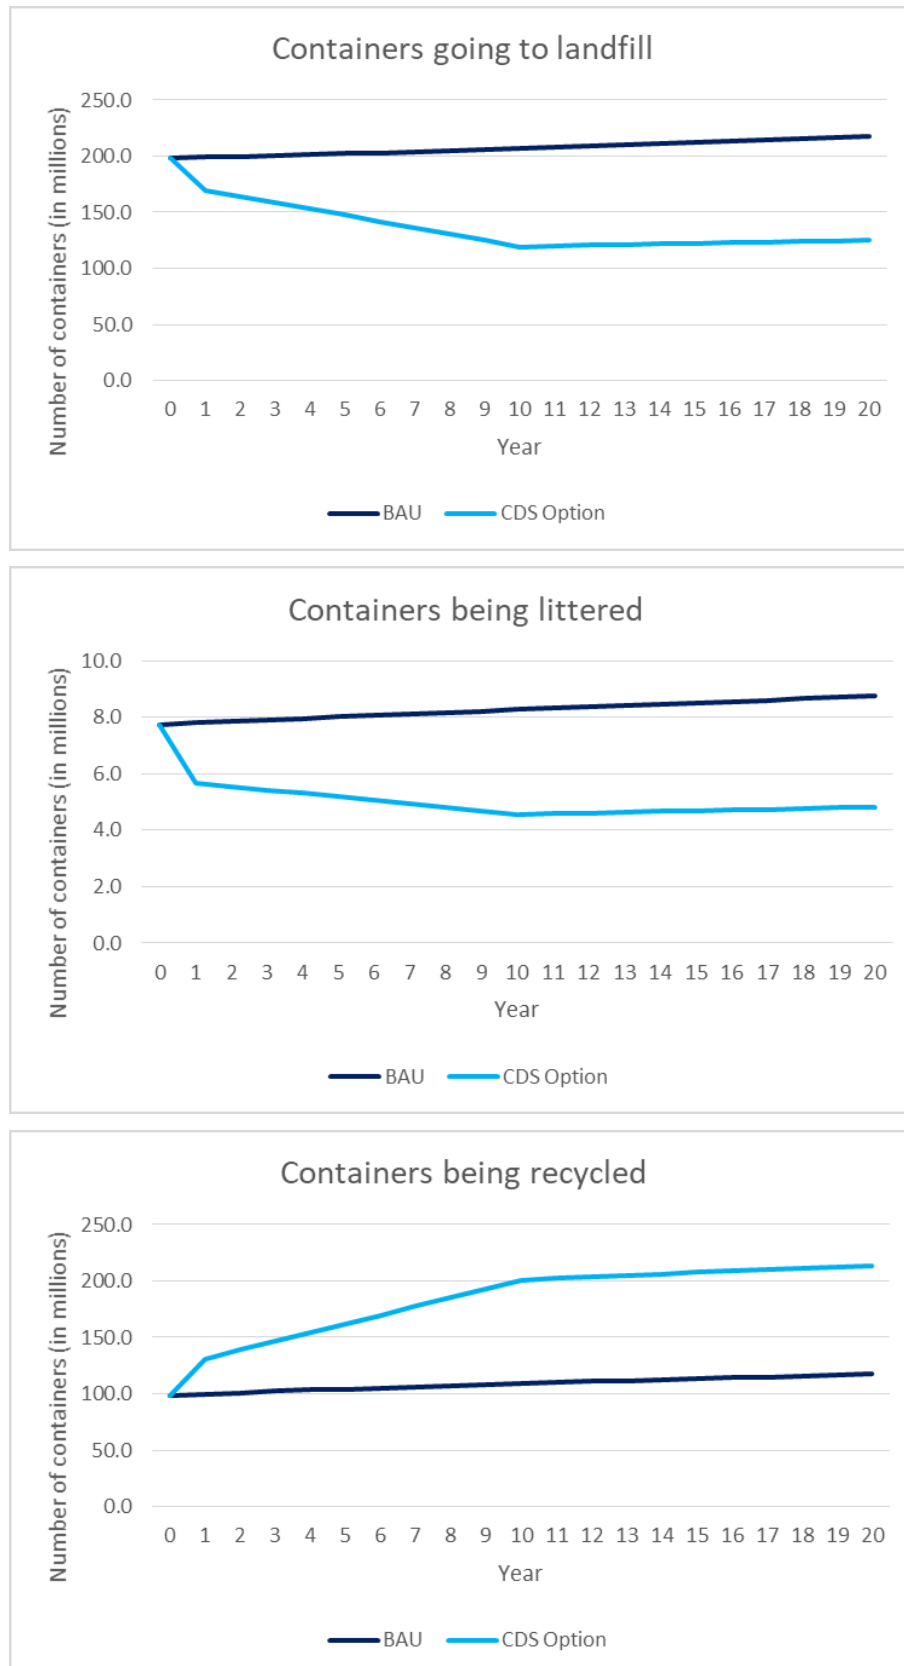 Containers going to landfill
Number of containers (in millions)
250.0
200.0
150.0
100.0
50.0
0.0
0 1 2 3 4 5 6 7 8 9 10 11 12 13 14 15 16 17 18 19 20
Year
BAU CDS Option
Containers being littered
Number of containers (in millions)
10.0
8.0
6.0
4.0
2.0
0.0
0 1 2 3 4 5 6 7 8 9 10 11 12 13 14 15 16 17 18 19 20
Year
BAU CDS Option
Containers being recycled
Number of containers (in millions)
250.0
200.0
150.0
100.0
50.0
0.0
0 1 2 3 4 5 6 7 8 9 10 11 12 13 14 15 16 17 18 19 20
Year
BAU CDS Option